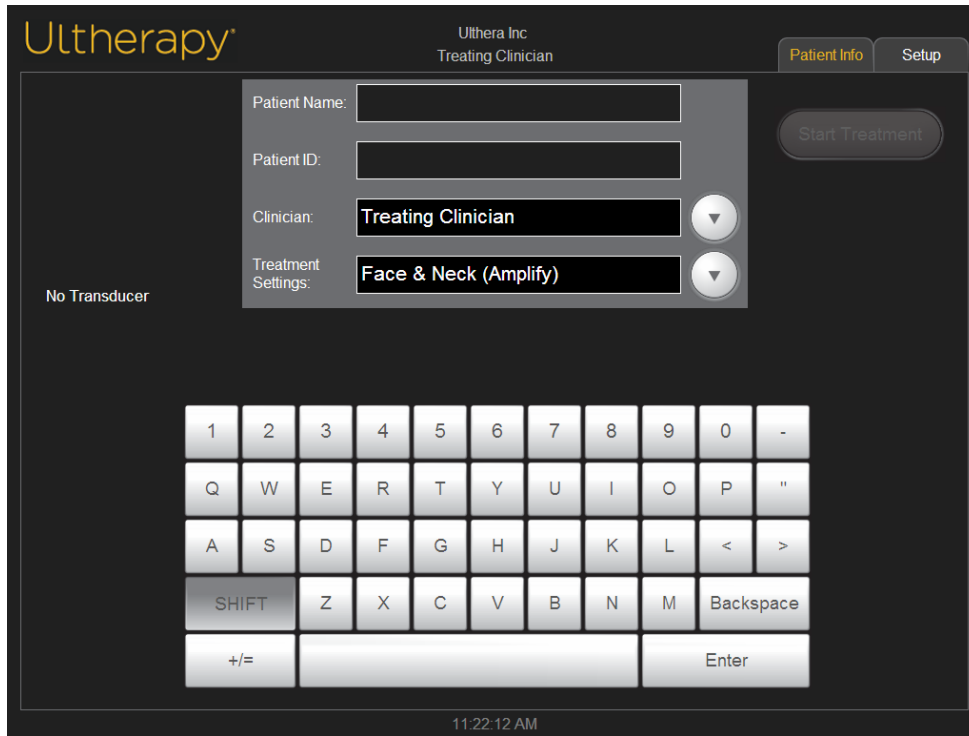 Ultherapy
Ulthera Inc
Treating Clinician
Patient Info
Setup
Patient Name:
Start Treatment
Patient ID:
Clinician:
Treating Clinician
▼
Treatment
Settings:
Face & Neck (Amplify)
▼
No Transducer
1 2 3 4 5 6 7 8 9 0 -
Q W E R T Y U I O P "
A S D F G H J K L < >
SHIFT Z X C V B N M Backspace
+/= Enter
11:22:12 AM